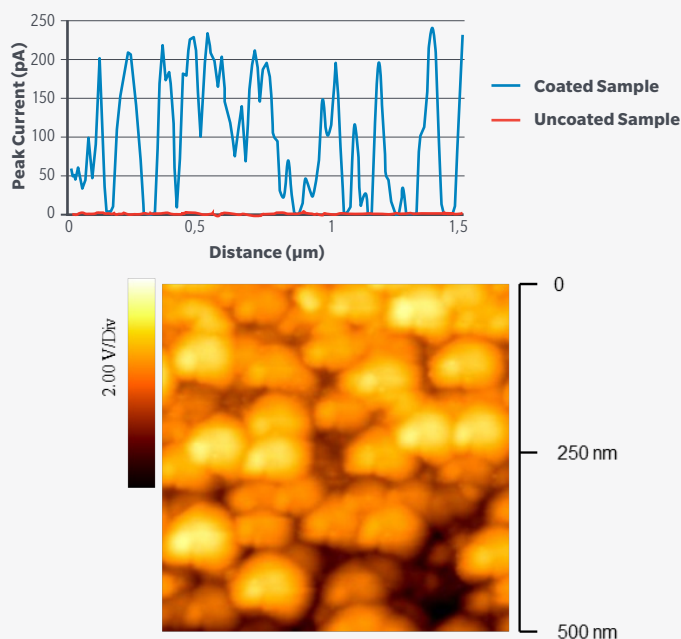 Peak Current (pA)
250
200
150
100
50
0
0
0,5
1
1,5
Distance (µm)
Coated Sample
Uncoated Sample
2.00 V/Div
0
250 nm
500 nm